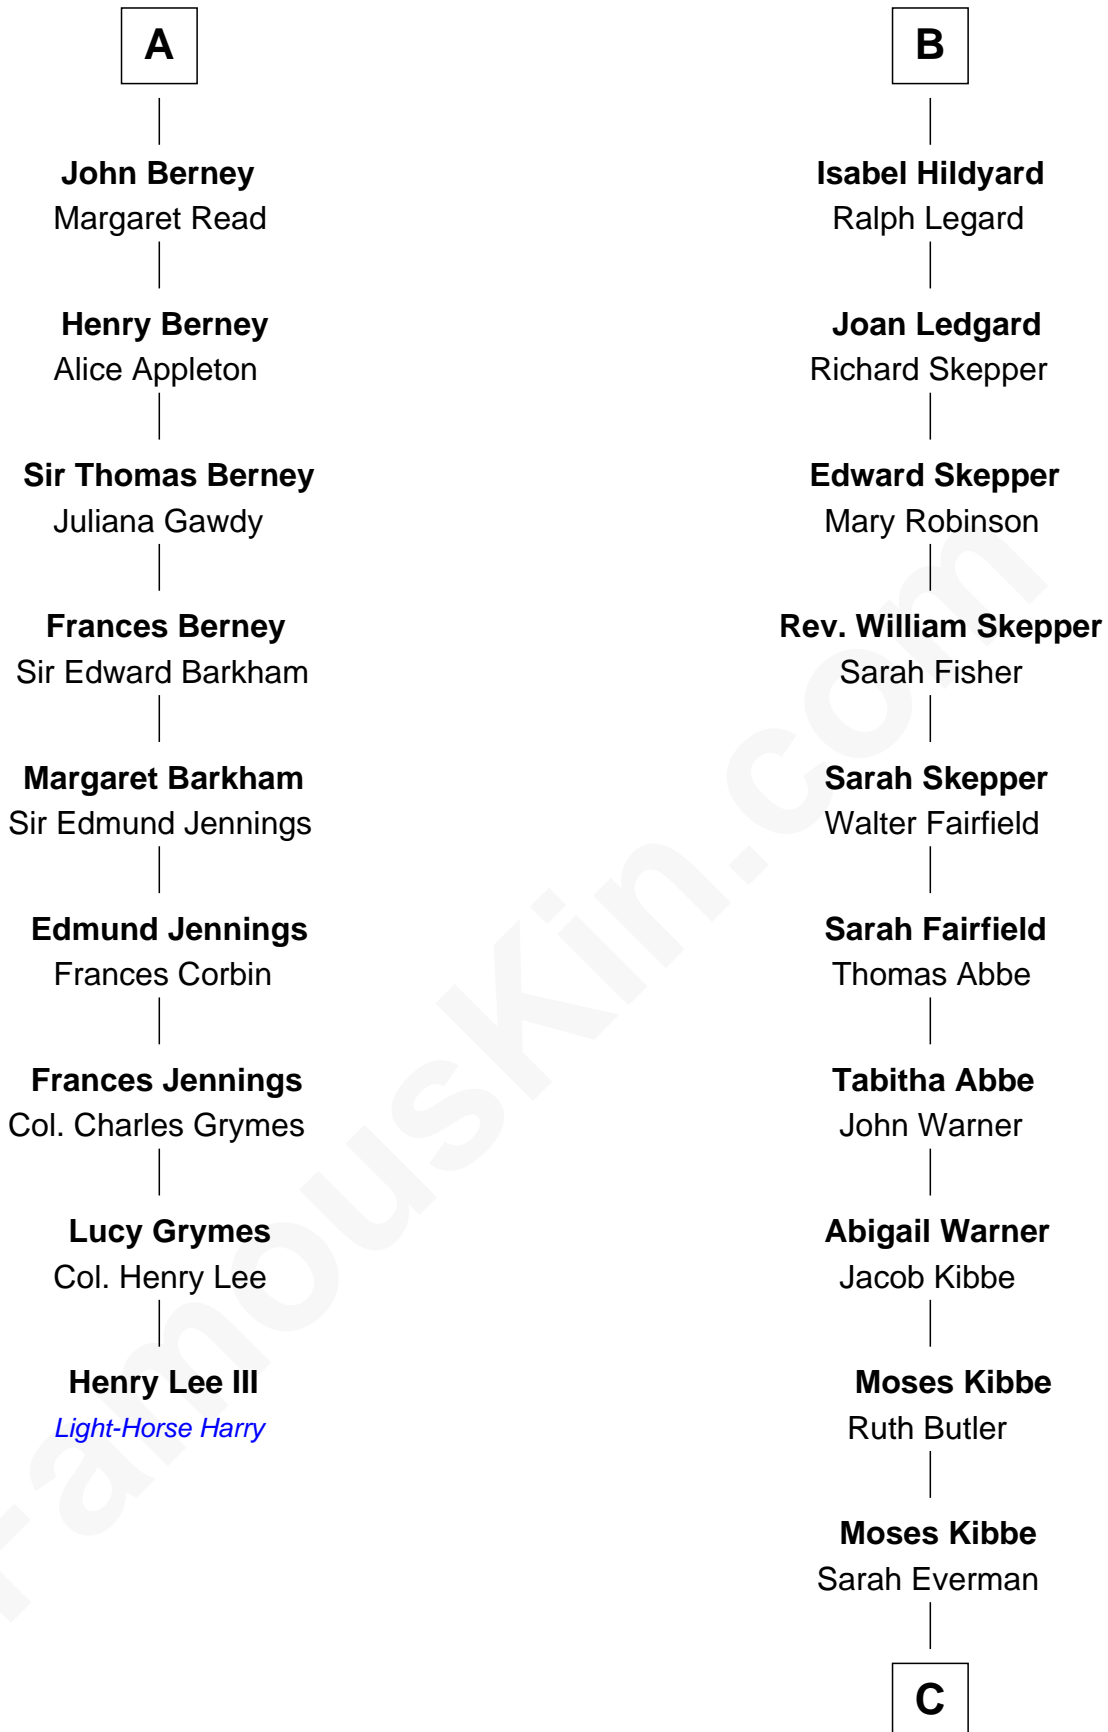 A
John Berney
Margaret Read
Henry Berney
Alice Appleton
Sir Thomas Berney
Juliana Gawdy
Frances Berney
Sir Edward Barkham
Margaret Barkham
Sir Edmund Jennings
Edmund Jennings
Frances Corbin
Frances Jennings
Col. Charles Grymes
Lucy Grymes
Col. Henry Lee
Henry Lee III
Light-Horse Harry
B
Isabel Hildyard
Ralph Legard
Joan Ledgard
Richard Skepper
Edward Skepper
Mary Robinson
Rev. William Skepper
Sarah Fisher
Sarah Skepper
Walter Fairfield
Sarah Fairfield
Thomas Abbe
Tabitha Abbe
John Warner
Abigail Warner
Jacob Kibbe
Moses Kibbe
Ruth Butler
Moses Kibbe
Sarah Everman
C
FamousKin.com